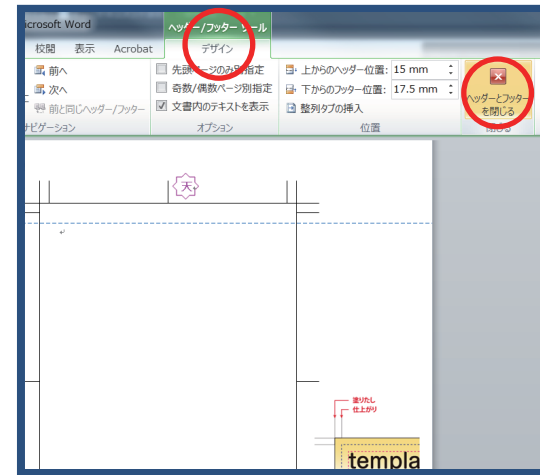 crosoft Word
ヘッダー/フッター ツール
校閲 表示 Acrobat デザイン
前へ
次へ
前と同じヘッダー/フッター
ナビゲーション
先頭ページのみ別指定
奇数/偶数ページ別指定
文書内のテキストを表示
オプション
上からのヘッダー位置: 15 mm
下からのフッター位置: 17.5 mm
整列タブの挿入
位置
ヘッダーとフッター
を閉じる
閉じる
天
塗りたし
仕上がり
templa